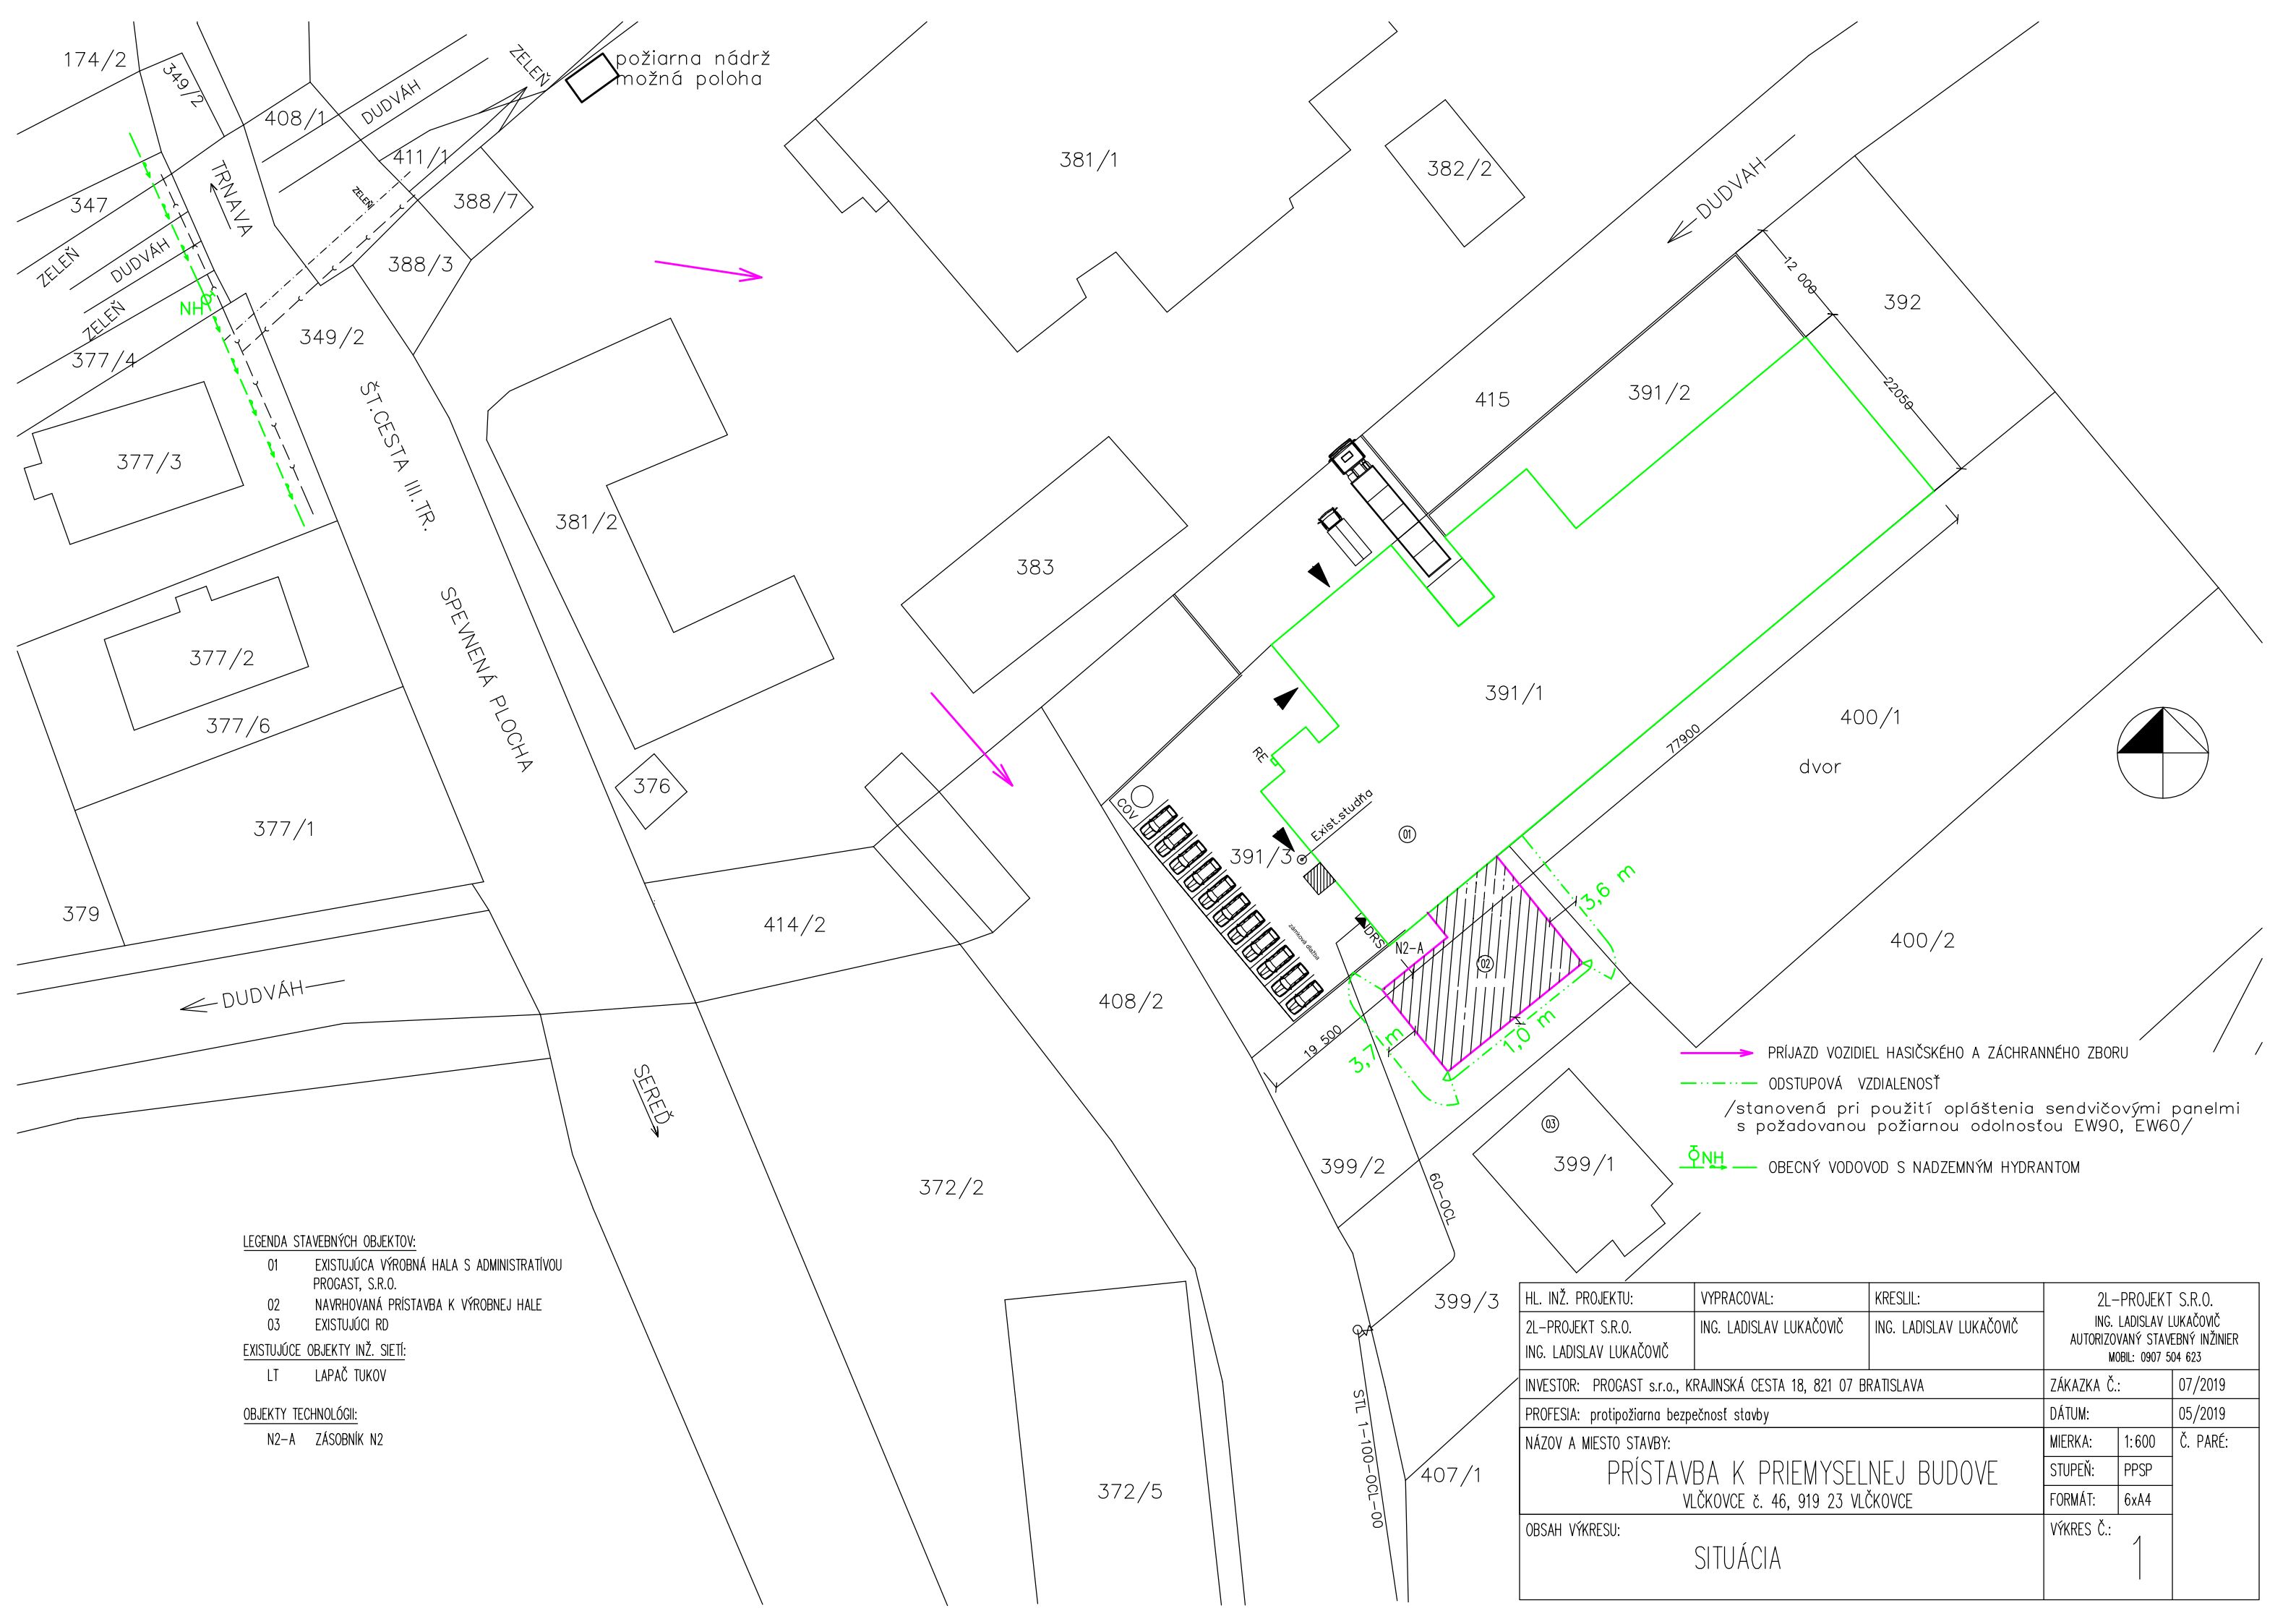 174/2
349/2
408/1
DUDVÁH
ZELEŇ
požiarna nádrž
možná poloha
411/1
388/7
ZELEŇ
388/3
TRNAVA
347
ZELEŇ
DUDVÁH
ZELEŇ
NH
377/4
349/2
381/1
382/2
DUDVAH
12 000
392
22050
415
391/2
377/3
ŠT.CESTA III.TR.
381/2
383
SPEVNENÁ PLOCHA
377/2
377/6
376
377/1
379
391/1
400/1
dvor
77900
RE
Exist.studňa
01
ČOV
391/3
zámková dlažba
NDRS
N2-A
02
3,6 m
414/2
400/2
DUDVÁH
408/2
19 500
3,7 m
1,0 m
SEREĎ
PRÍJAZD VOZIDIEL HASIČSKÉHO A ZÁCHRANNÉHO ZBORU
ODSTUPOVÁ VZDIALENOSŤ
/stanovená pri použití opláštenia sendvičovými panelmi
s požadovanou požiarnou odolnosťou EW90, EW60/
NH
OBECNÝ VODOVOD S NADZEMNÝM HYDRANTOM
03
399/1
399/2
60-OCL
372/2
399/3
STL 1-100-OCL-00
407/1
372/5
LEGENDA STAVEBNÝCH OBJEKTOV:
01 EXISTUJÚCA VÝROBNÁ HALA S ADMINISTRATÍVOU
PROGAST, S.R.O.
02 NAVRHOVANÁ PRÍSTAVBA K VÝROBNEJ HALE
03 EXISTUJÚCI RD
EXISTUJÚCE OBJEKTY INŽ. SIETÍ:
LT LAPAČ TUKOV
OBJEKTY TECHNOLÓGII:
N2-A ZÁSOBNÍK N2
HL. INŽ. PROJEKTU: VYPRACOVAL: KRESLIL:
2L-PROJEKT S.R.O. ING. LADISLAV LUKAČOVIČ ING. LADISLAV LUKAČOVIČ
ING. LADISLAV LUKAČOVIČ
2L-PROJEKT S.R.O.
ING. LADISLAV LUKAČOVIČ
AUTORIZOVANÝ STAVEBNÝ INŽINIER
MOBIL: 0907 504 623
INVESTOR: PROGAST s.r.o., KRAJINSKÁ CESTA 18, 821 07 BRATISLAVA
ZÁKAZKA Č.: 07/2019
PROFESIA: protipožiarna bezpečnosť stavby
DÁTUM: 05/2019
NÁZOV A MIESTO STAVBY:
PRÍSTAVBA K PRIEMYSELNEJ BUDOVE
VLČKOVCE č. 46, 919 23 VLČKOVCE
MIERKA: 1:600 Č. PARÉ:
STUPEŇ: PPSP
FORMÁT: 6xA4
OBSAH VÝKRESU:
SITUÁCIA
VÝKRES Č.:
1